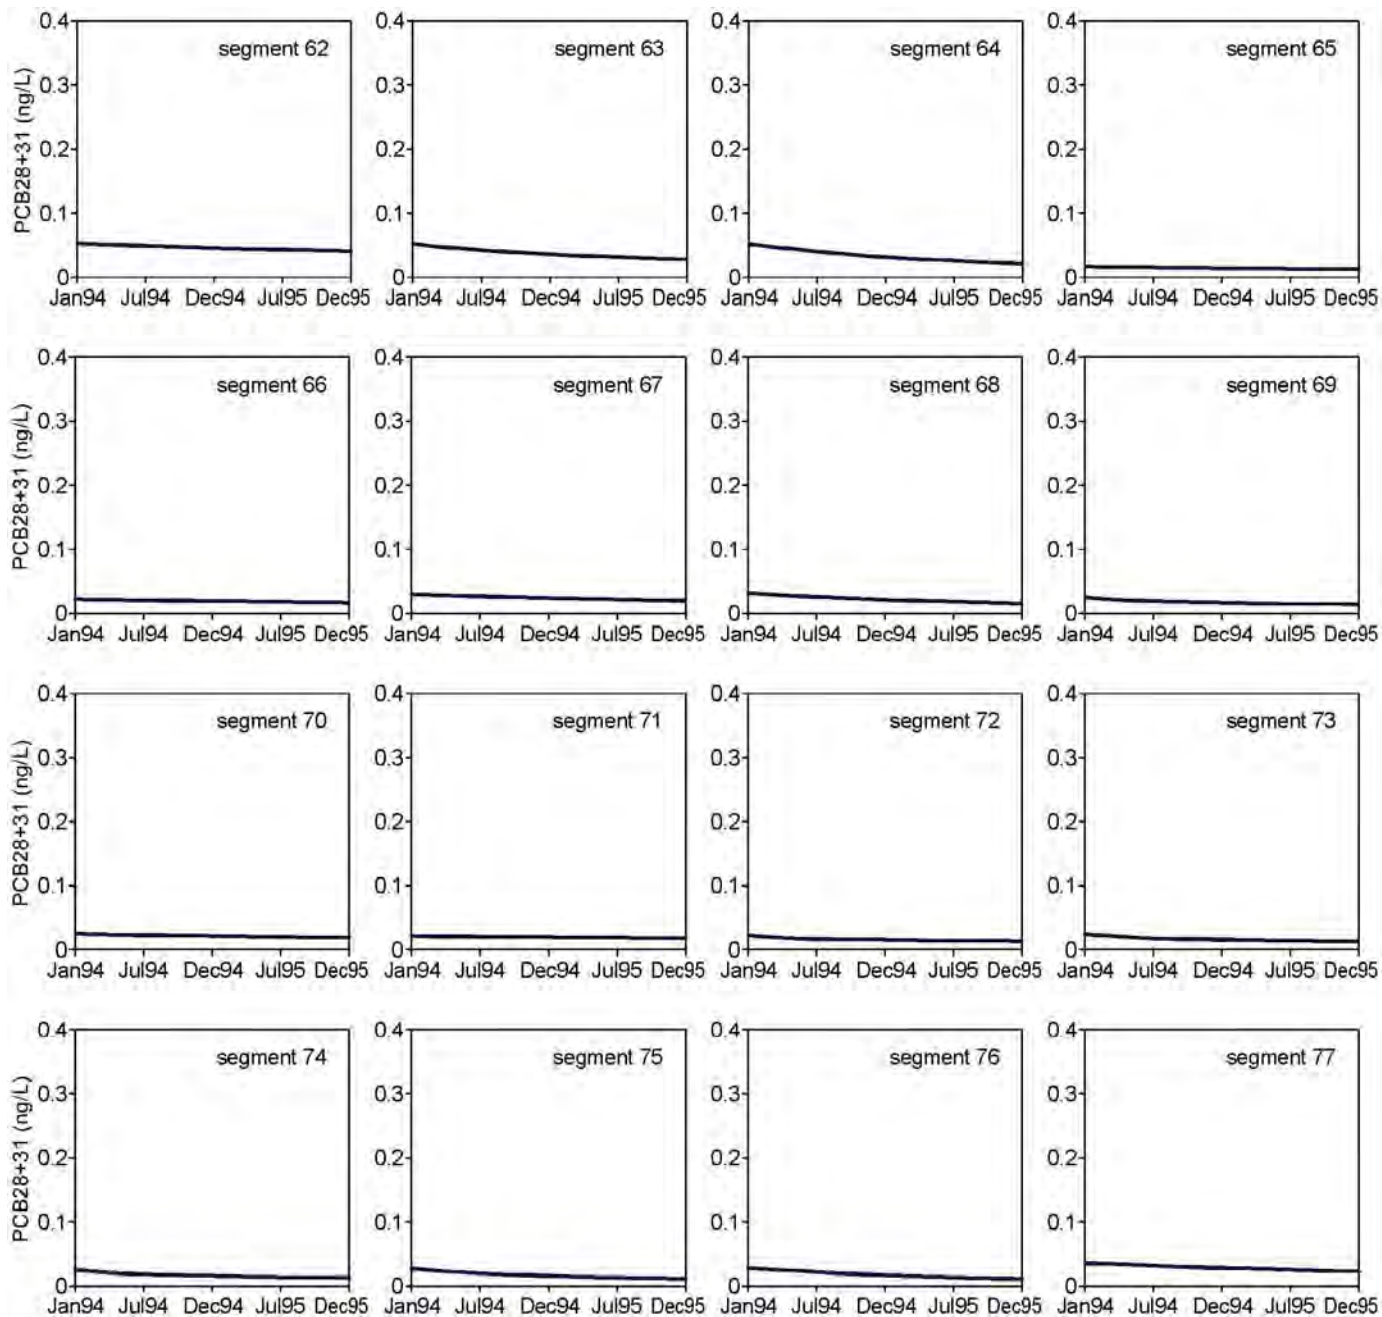 0.4 0.4 0.4 0.4
segment 62 segment 63 segment 64 segment 65
0.3 0.3 0.3 0.3
0.2 0.2 0.2 0.2
0.1 0.1 0.1 0.1
0 0 0 0
PCB28+31 (ng/L)
Jan94 Jul94 Dec94 Jul95 Dec95 Jan94 Jul94 Dec94 Jul95 Dec95 Jan94 Jul94 Dec94 Jul95 Dec95 Jan94 Jul94 Dec94 Jul95 Dec95
0.4 0.4 0.4 0.4
segment 66 segment 67 segment 68 segment 69
0.3 0.3 0.3 0.3
0.2 0.2 0.2 0.2
0.1 0.1 0.1 0.1
0 0 0 0
PCB28+31 (ng/L)
Jan94 Jul94 Dec94 Jul95 Dec95 Jan94 Jul94 Dec94 Jul95 Dec95 Jan94 Jul94 Dec94 Jul95 Dec95 Jan94 Jul94 Dec94 Jul95 Dec95
0.4 0.4 0.4 0.4
segment 70 segment 71 segment 72 segment 73
0.3 0.3 0.3 0.3
0.2 0.2 0.2 0.2
0.1 0.1 0.1 0.1
0 0 0 0
PCB28+31 (ng/L)
Jan94 Jul94 Dec94 Jul95 Dec95 Jan94 Jul94 Dec94 Jul95 Dec95 Jan94 Jul94 Dec94 Jul95 Dec95 Jan94 Jul94 Dec94 Jul95 Dec95
0.4 0.4 0.4 0.4
segment 74 segment 75 segment 76 segment 77
0.3 0.3 0.3 0.3
0.2 0.2 0.2 0.2
0.1 0.1 0.1 0.1
0 0 0 0
PCB28+31 (ng/L)
Jan94 Jul94 Dec94 Jul95 Dec95 Jan94 Jul94 Dec94 Jul95 Dec95 Jan94 Jul94 Dec94 Jul95 Dec95 Jan94 Jul94 Dec94 Jul95 Dec95